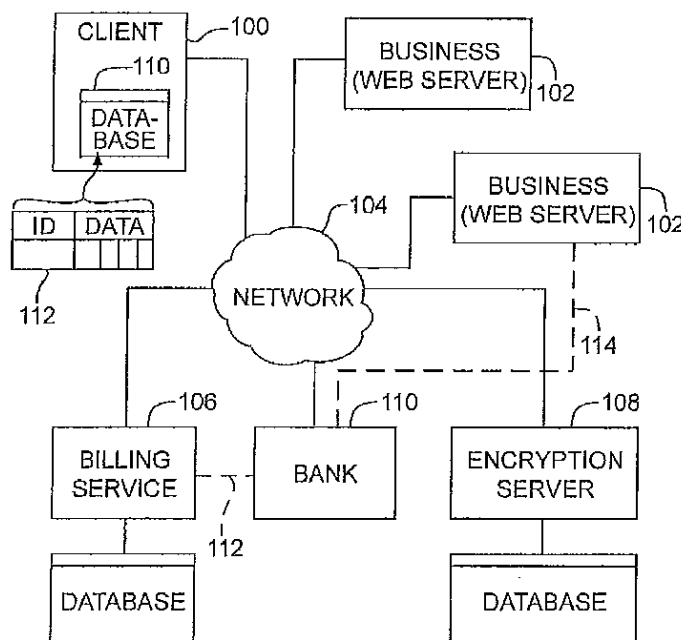 CLIENT
100
110
DATA-
BASE
ID DATA
112
BUSINESS
(WEB SERVER)
102
BUSINESS
(WEB SERVER)
102
104
NETWORK
114
106
BILLING
SERVICE
112
110
BANK
108
ENCRYPTION
SERVER
DATABASE
DATABASE